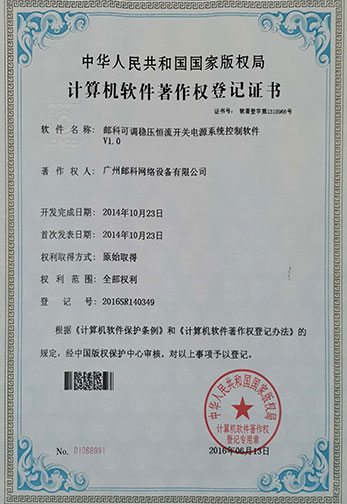 中华人民共和国国家版权局
计算机软件著作权登记证书
证书号： 软著登字第1318966号
软件名称： 邮科可调稳压恒流开关电源系统控制软件
V1.0
著作权人： 广州邮科网络设备有限公司
开发完成日期： 2014年10月23日
首次发表日期： 2014年10月23日
权利取得方式： 原始取得
权利范围： 全部权利
登记号： 2016SR140349
根据《计算机软件保护条例》和《计算机软件著作权登记办法》的
规定，经中国版权保护中心审核，对以上事项予以登记。
中华人民共和国国家版权局
计算机软件著作权
登记专用章
No. 01068991
2016年06月13日